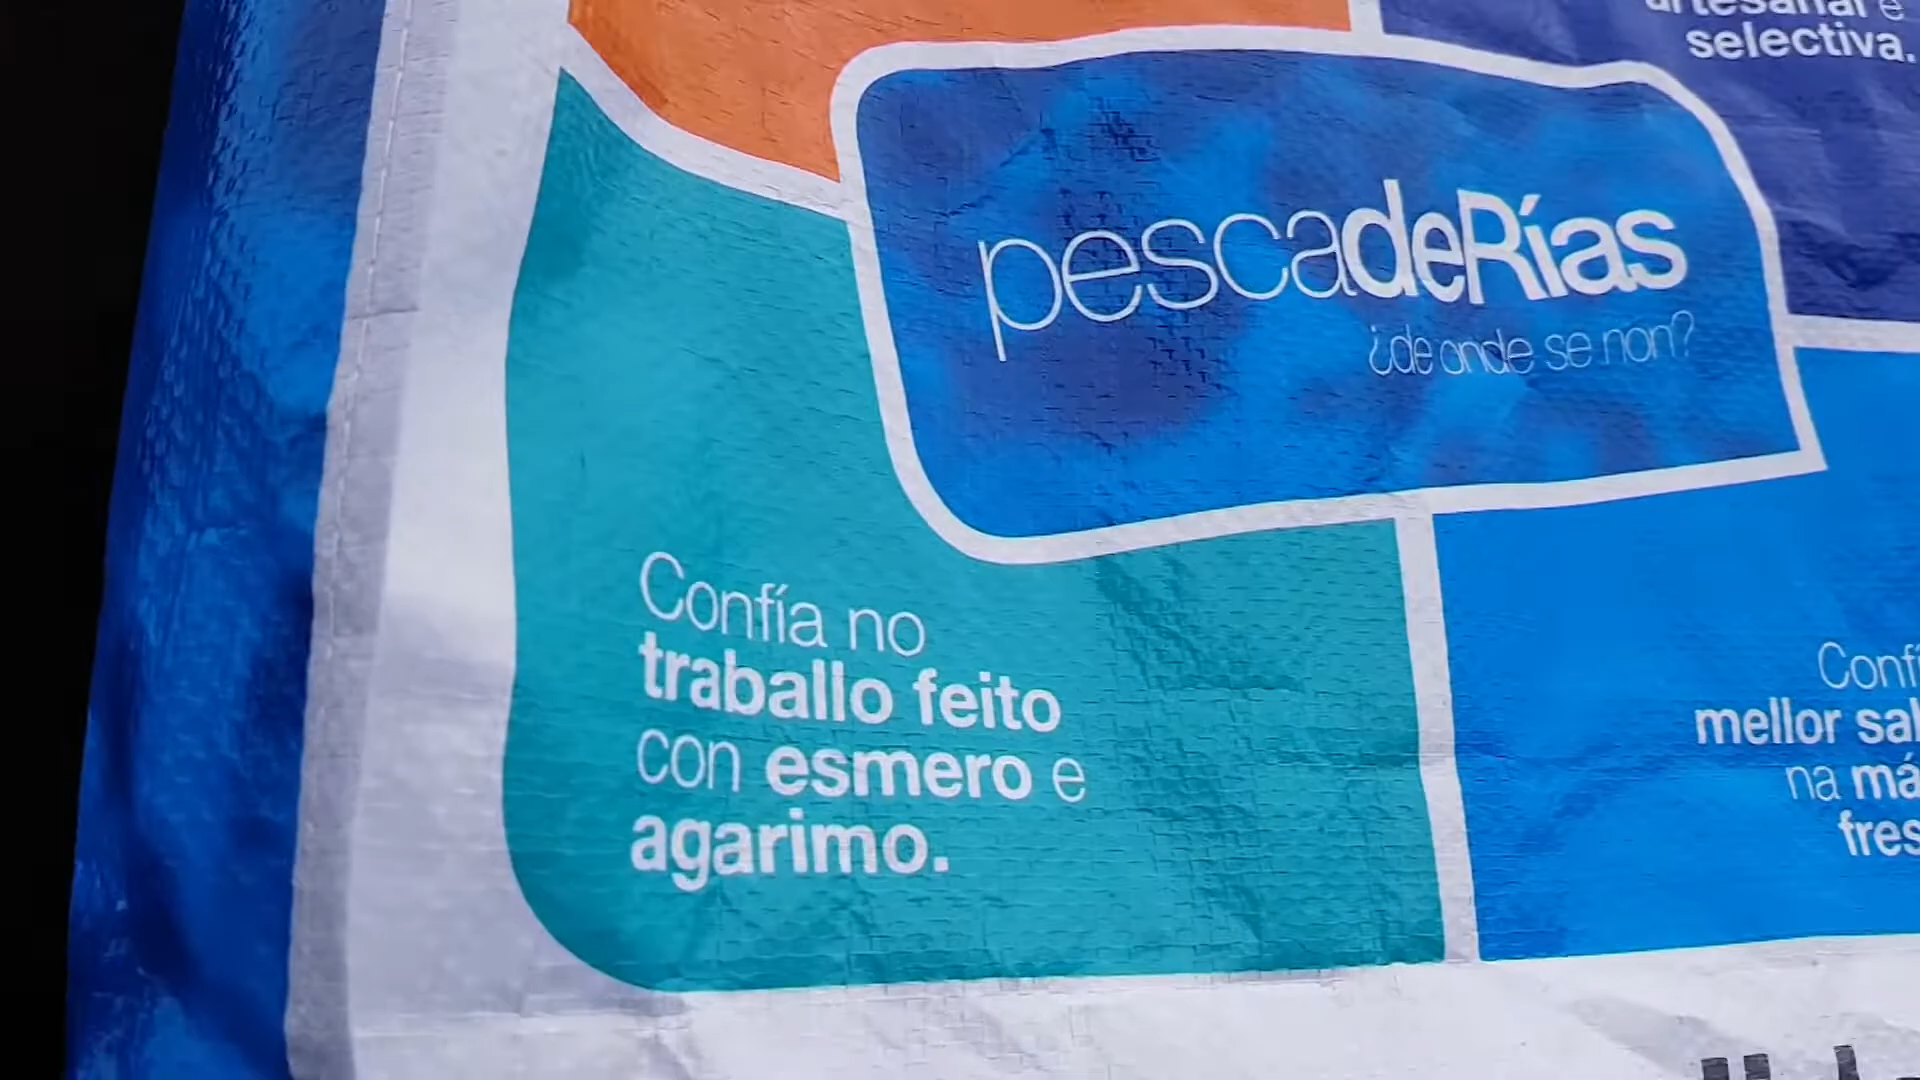 selectiva.
pescadeRías
¿de onde se non?
Confía no
traballo feito
con esmero e
agarimo.
mellor
na